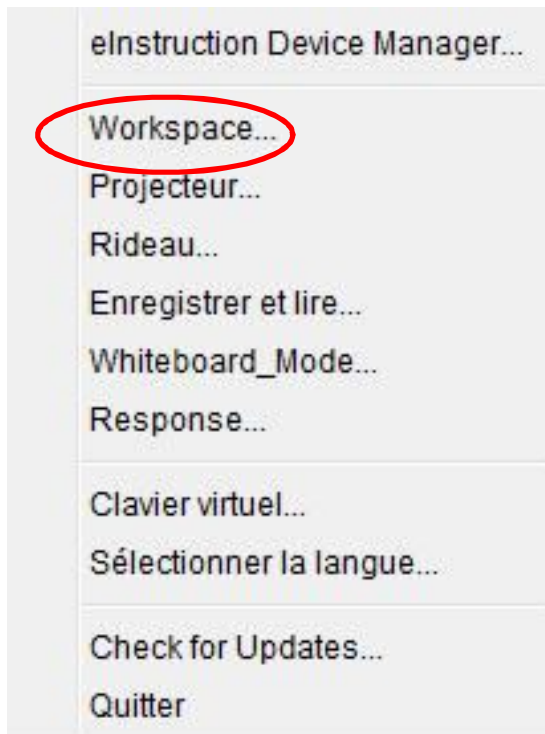 eInstruction Device Manager...
Workspace...
Projecteur...
Rideau...
Enregistrer et lire...
Whiteboard_Mode...
Response...
Clavier virtuel...
Sélectionner la langue...
Check for Updates...
Quitter